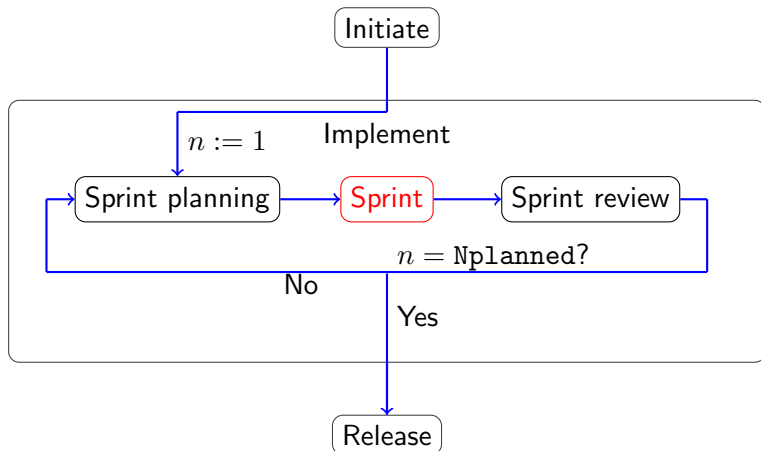 Initiate
Implement
n := 1
Sprint planning
Sprint
Sprint review
n = Nplanned?
No
Yes
Release